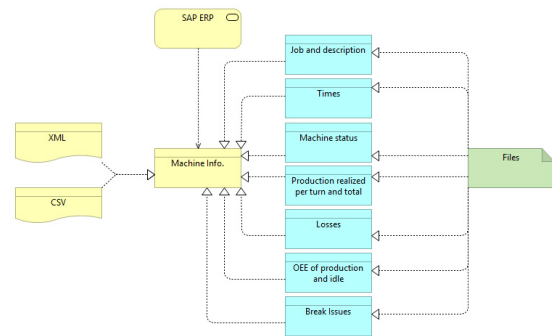 SAP ERP
Job and description
Times
XML
Machine status
Files
Machine Info.
Production realized
per turn and total
CSV
Losses
OEE of production
and idle
Break Issues